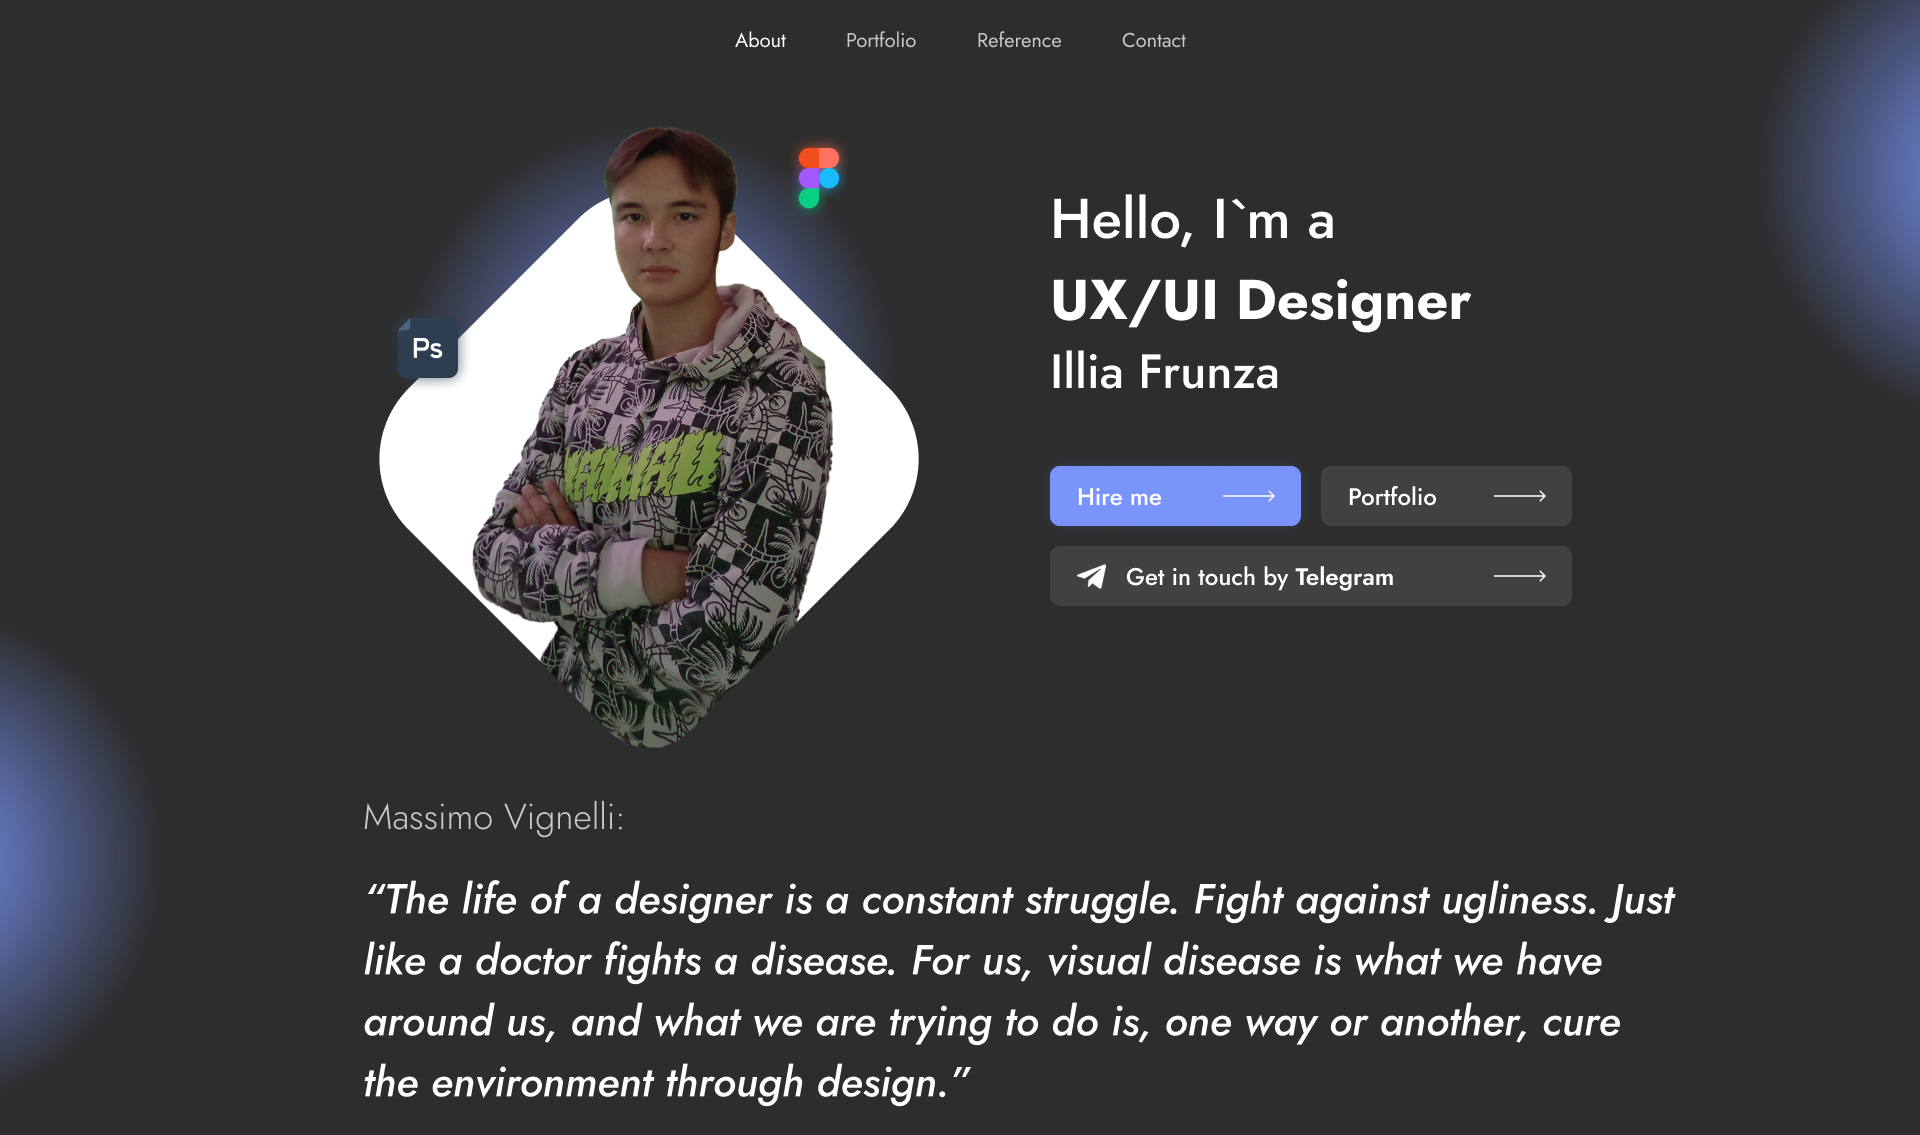 About Portfolio Reference Contact
Hello, I`m a
UX/UI Designer
Illia Frunza
Ps
HAWAII
Hire me
Portfolio
Get in touch by Telegram
Massimo Vignelli:
“The life of a designer is a constant struggle. Fight against ugliness. Just
like a doctor fights a disease. For us, visual disease is what we have
around us, and what we are trying to do is, one way or another, cure
the environment through design.”